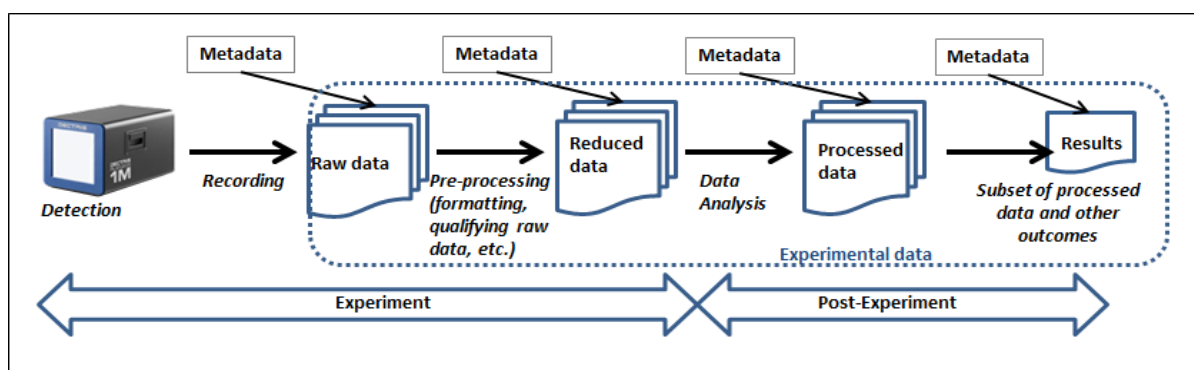 Metadata
Metadata
Metadata
Metadata
DECTRIS
1M
Detection
Recording
Raw data
Pre-processing
(formatting,
qualifying raw
data, etc.)
Reduced
data
Data
Analysis
Processed
data
Results
Subset of processed
data and other
outcomes
Experimental data
Experiment
Post-Experiment